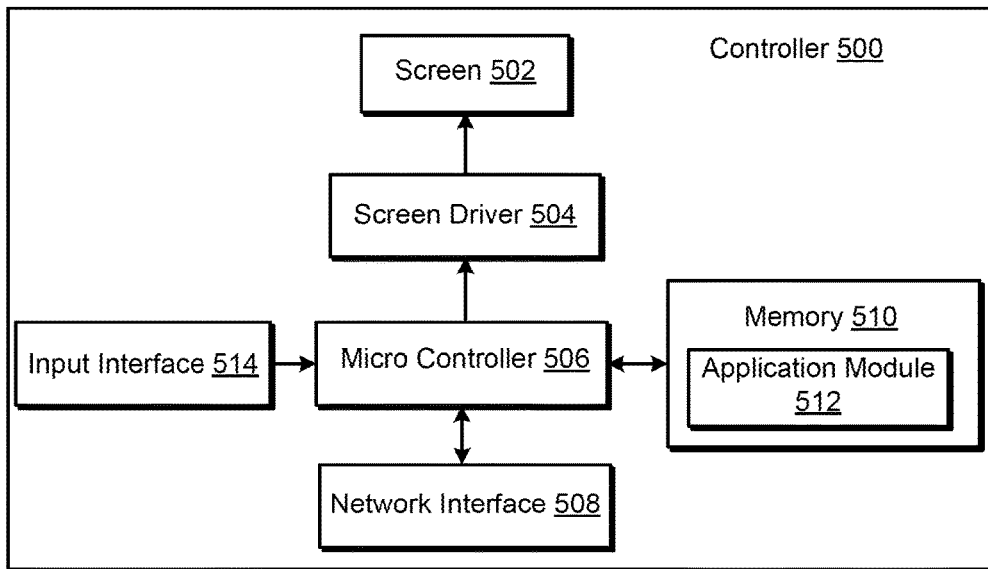 Controller 500
Screen 502
Screen Driver 504
Input Interface 514
Micro Controller 506
Memory 510
Application Module
512
Network Interface 508